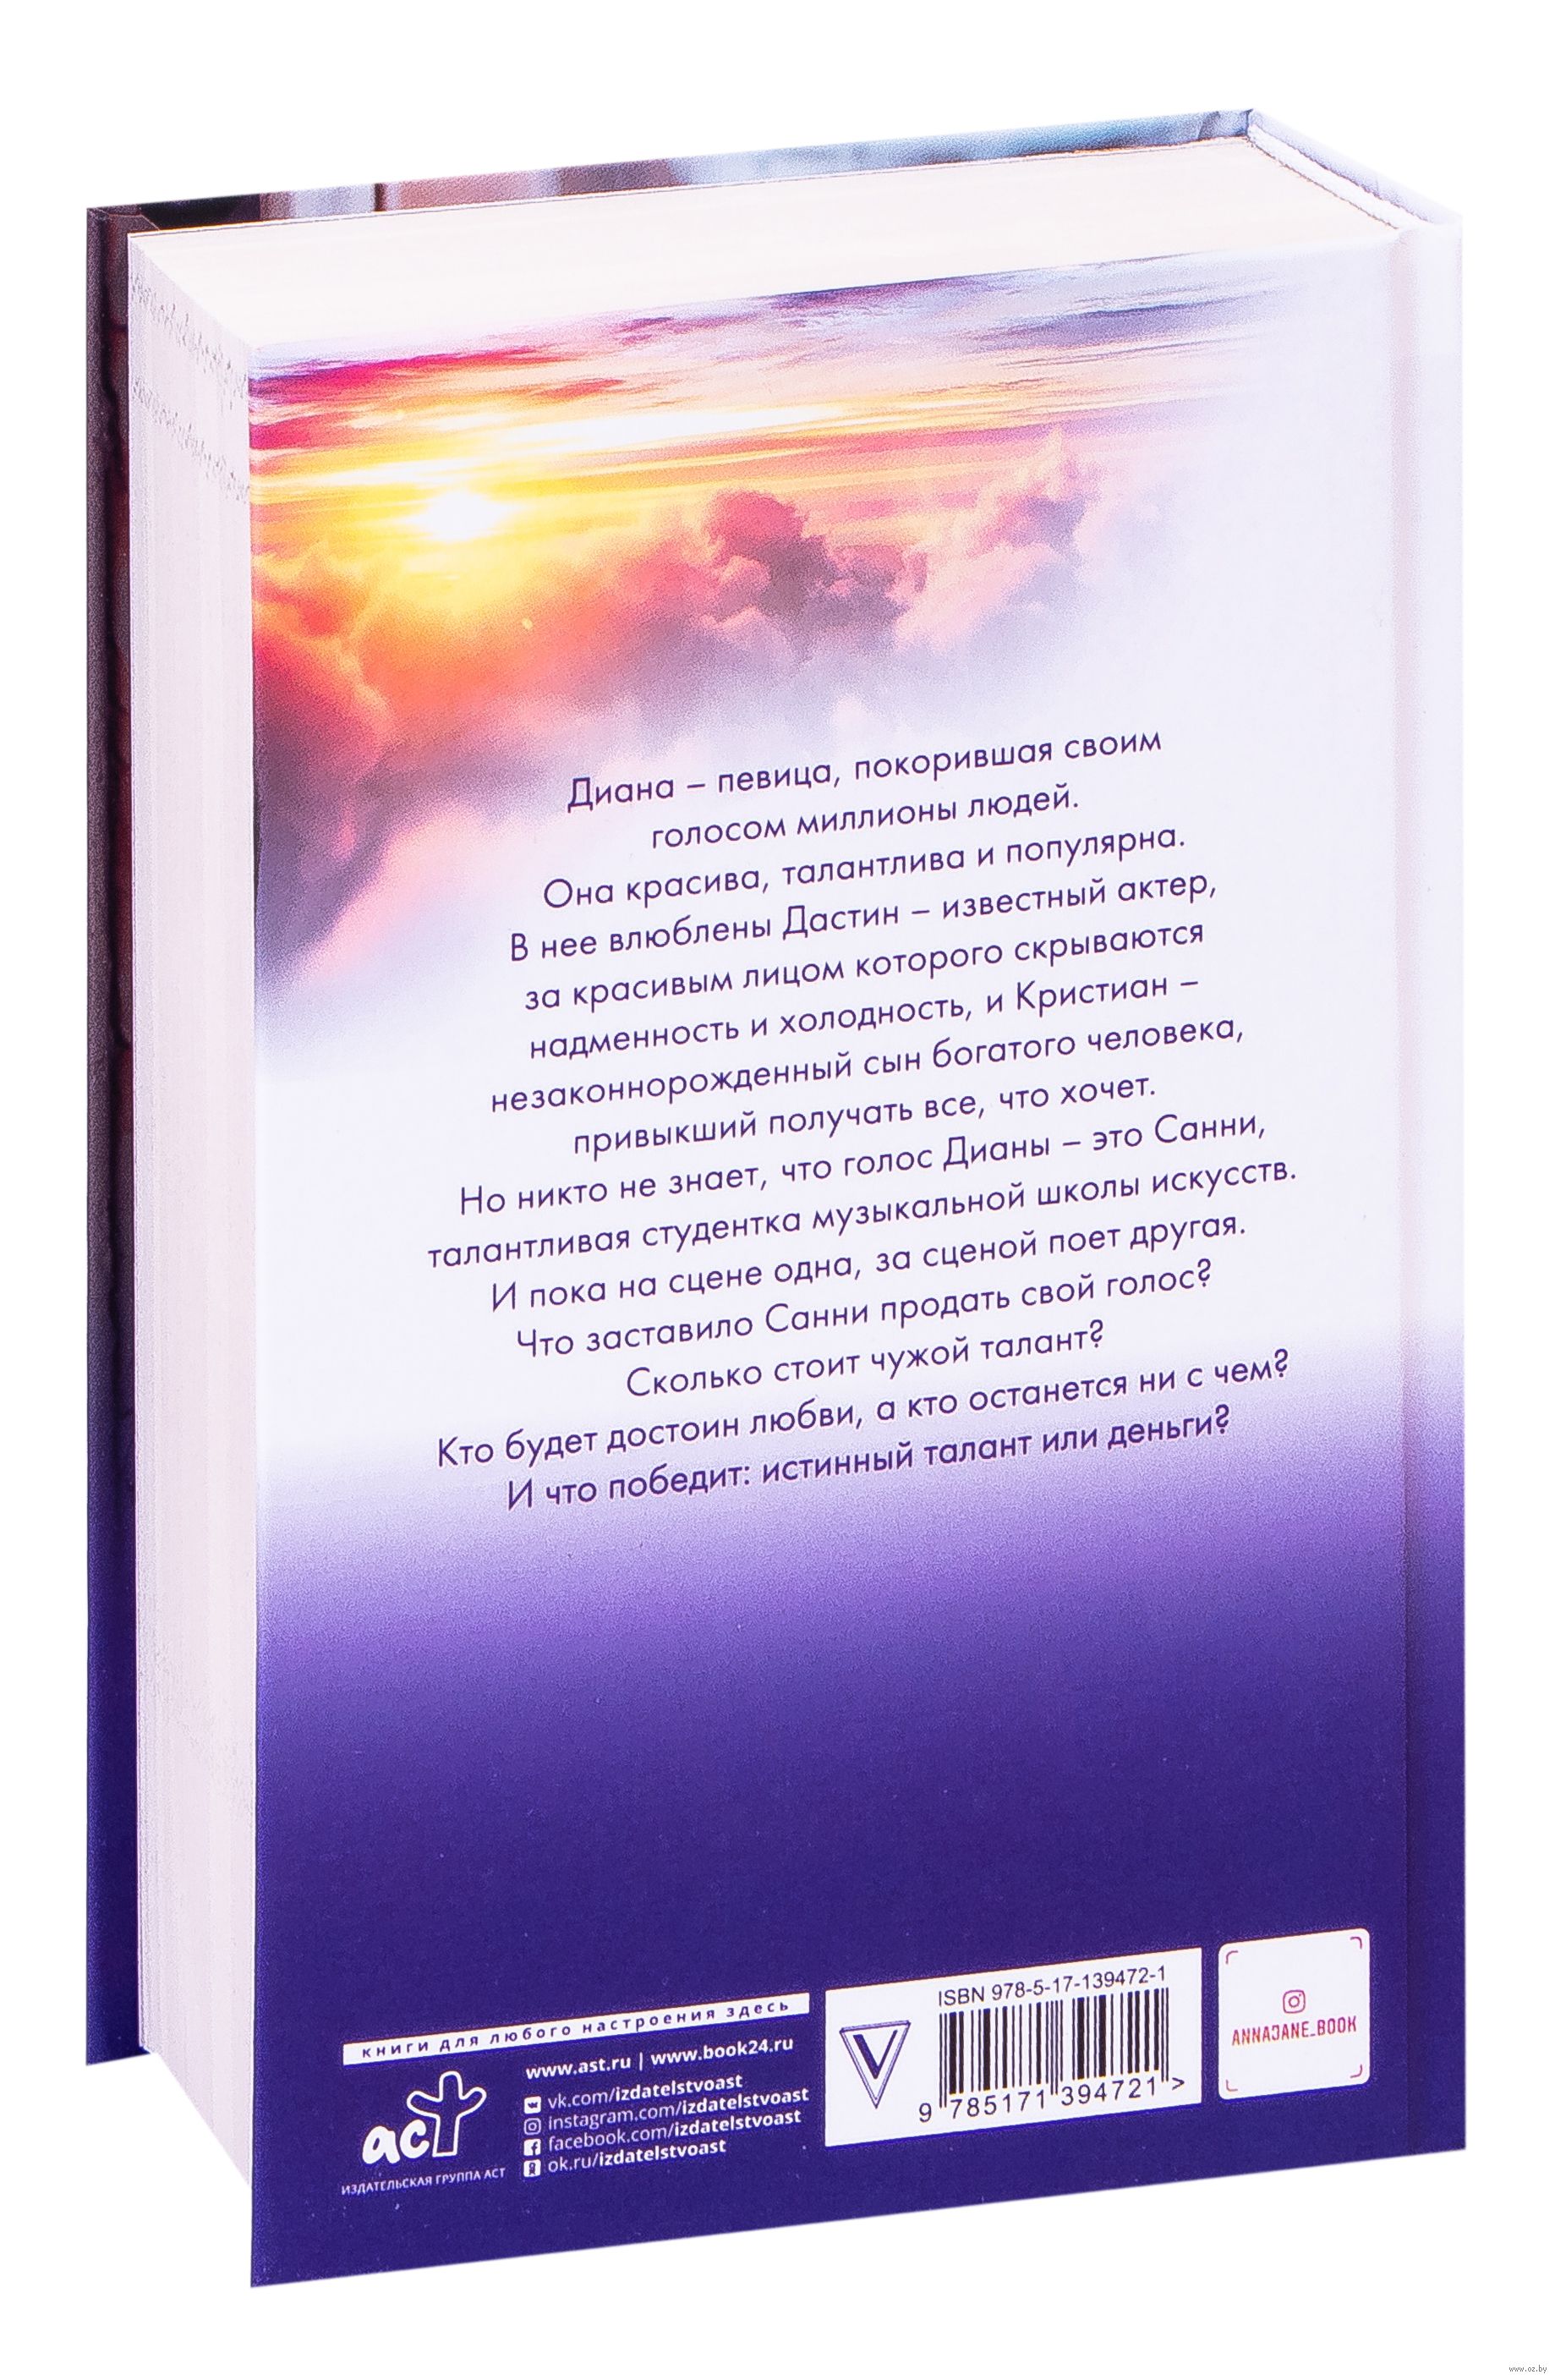 Диана – певица, покорившая своим
голосом миллионы людей.
Она красива, талантлива и популярна.
В нее влюблены Дастин – известный актер,
за красивым лицом которого скрываются
надменность и холодность, и Кристиан –
незаконнорожденный сын богатого человека,
привыкший получать все, что хочет.
Но никто не знает, что голос Дианы – это Санни,
талантливая студентка музыкальной школы искусств.
И пока на сцене одна, за сценой поет другая.
Что заставило Санни продать свой голос?
Сколько стоит чужой талант?
Кто будет достоин любви, а кто останется ни с чем?
И что победит: истинный талант или деньги?
книги для любого настроения здесь
www.ast.ru | www.book24.ru
vk.com/izdatelstvoast
instagram.com/izdatelstvoast
facebook.com/izdatelstvoast
ok.ru/izdatelstvoast
аст
ИЗДАТЕЛЬСКАЯ ГРУППА АСТ
V
ISBN 978-5-17-139472-1
9 785171 394721 >
ANNAJANE_BOOK
www.oz.by